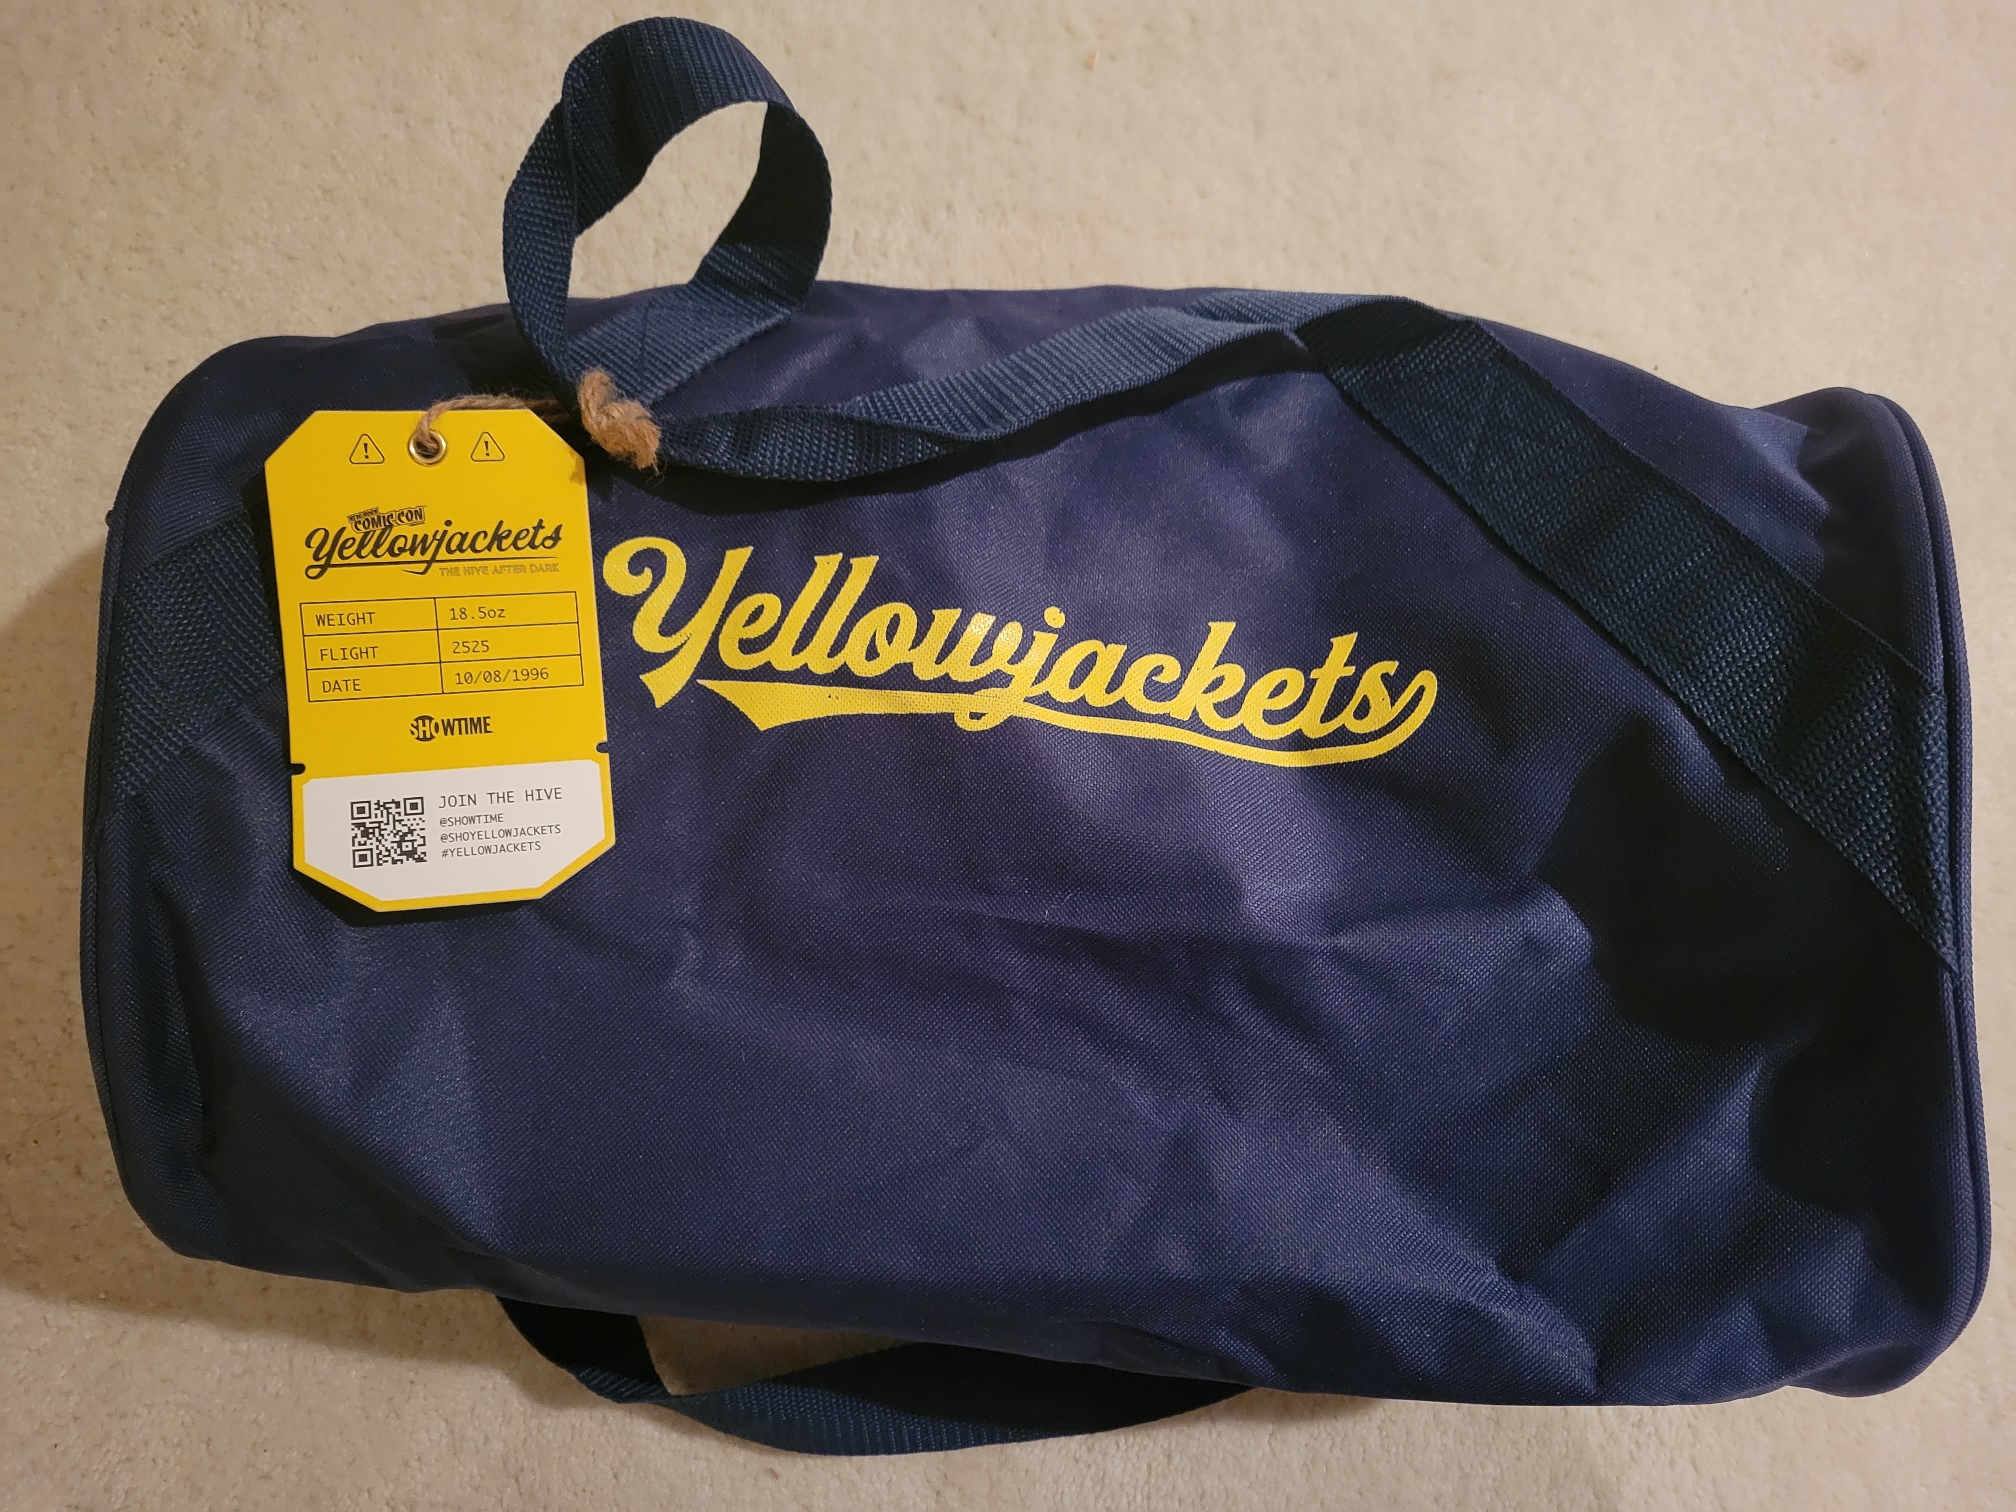 NEW YORK
COMIC CON
Yellowjackets
THE HIVE AFTER DARK
WEIGHT 18.5oz
FLIGHT 2525
DATE 10/08/1996
SHOWTIME
JOIN THE HIVE
@SHOWTIME
@SHOYELLOWJACKETS
#YELLOWJACKETS
Yellowjackets